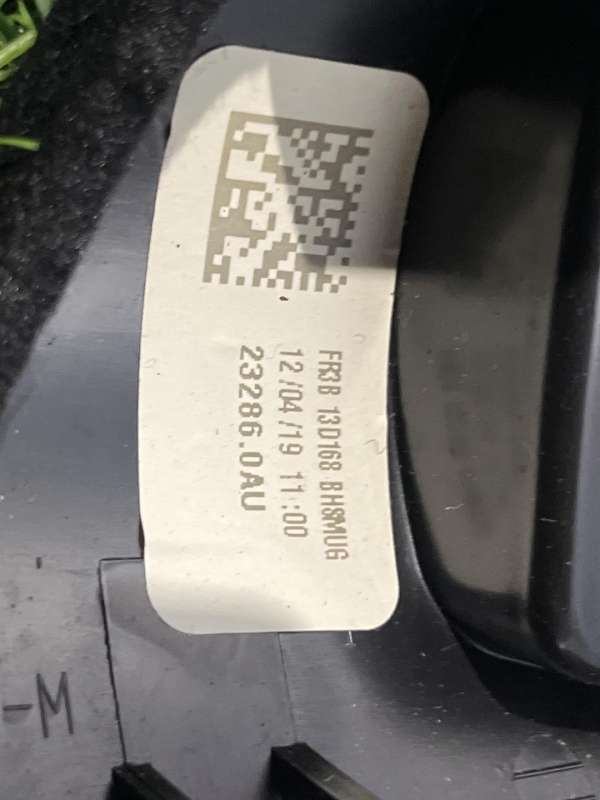 FR3B 13D168 BH8MUG
12/04/19 11:00
23286.0AU
-M